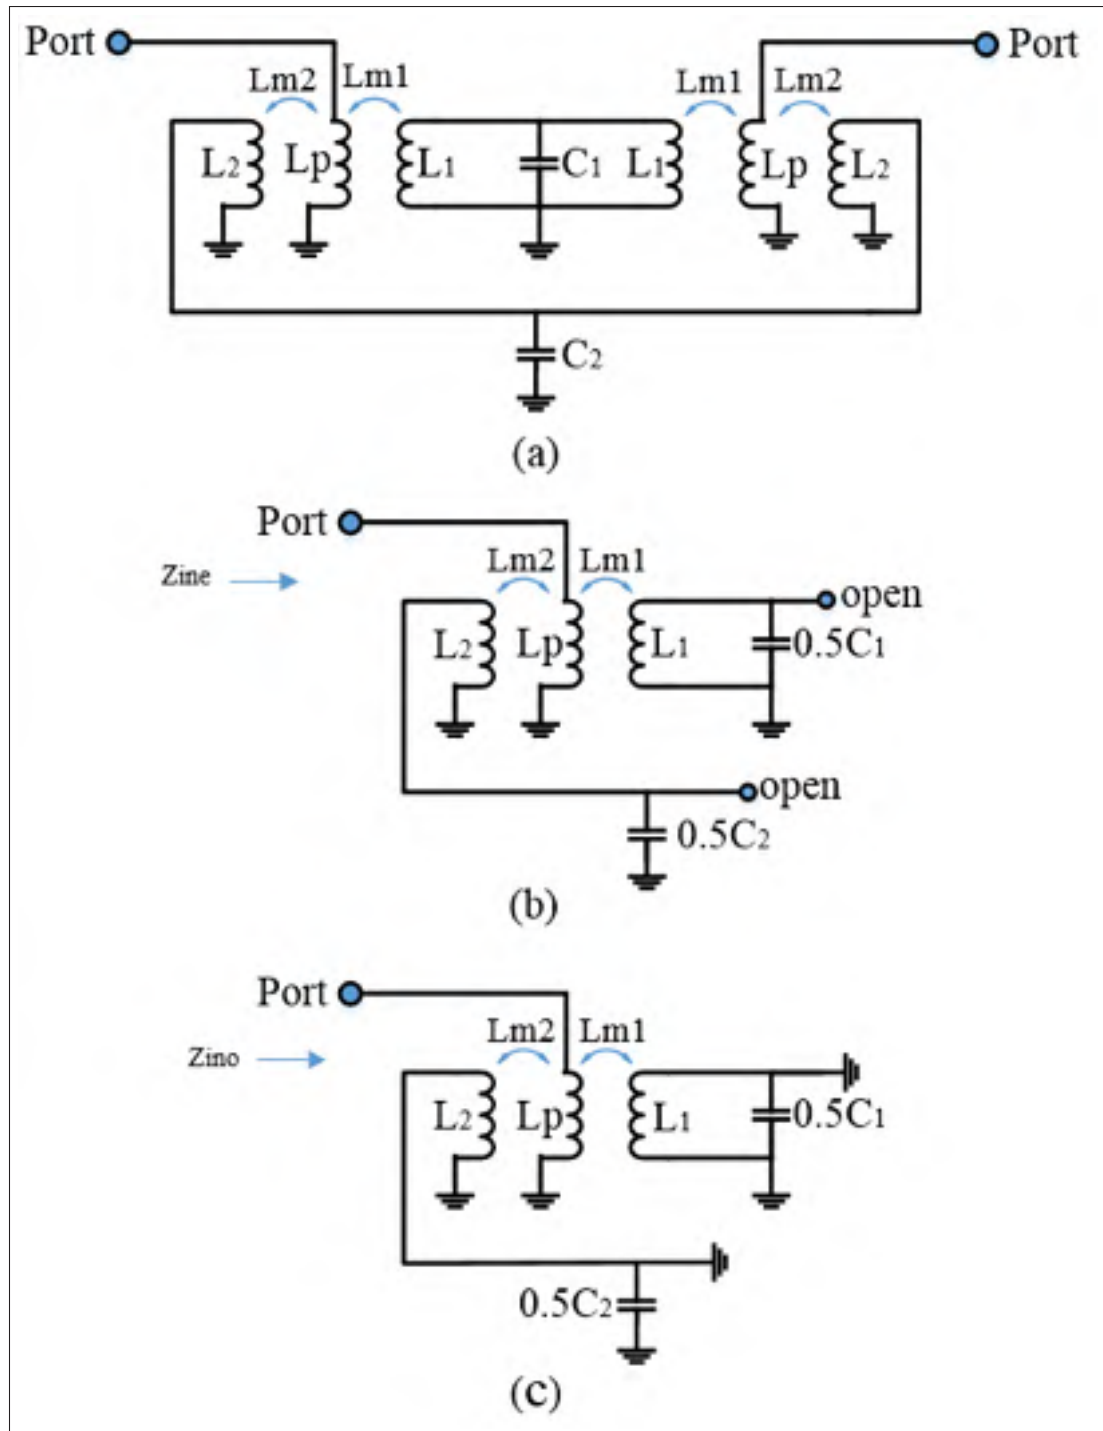 Port Port
Lm2 Lm1 Lm1 Lm2
L2 Lp L1 C1 L1 Lp L2
C2
(a)
Port
Zine Lm2 Lm1
open
L2 Lp L1 0.5C1
open
0.5C2
(b)
Port
Zino Lm2 Lm1
L2 Lp L1 0.5C1
0.5C2
(c)